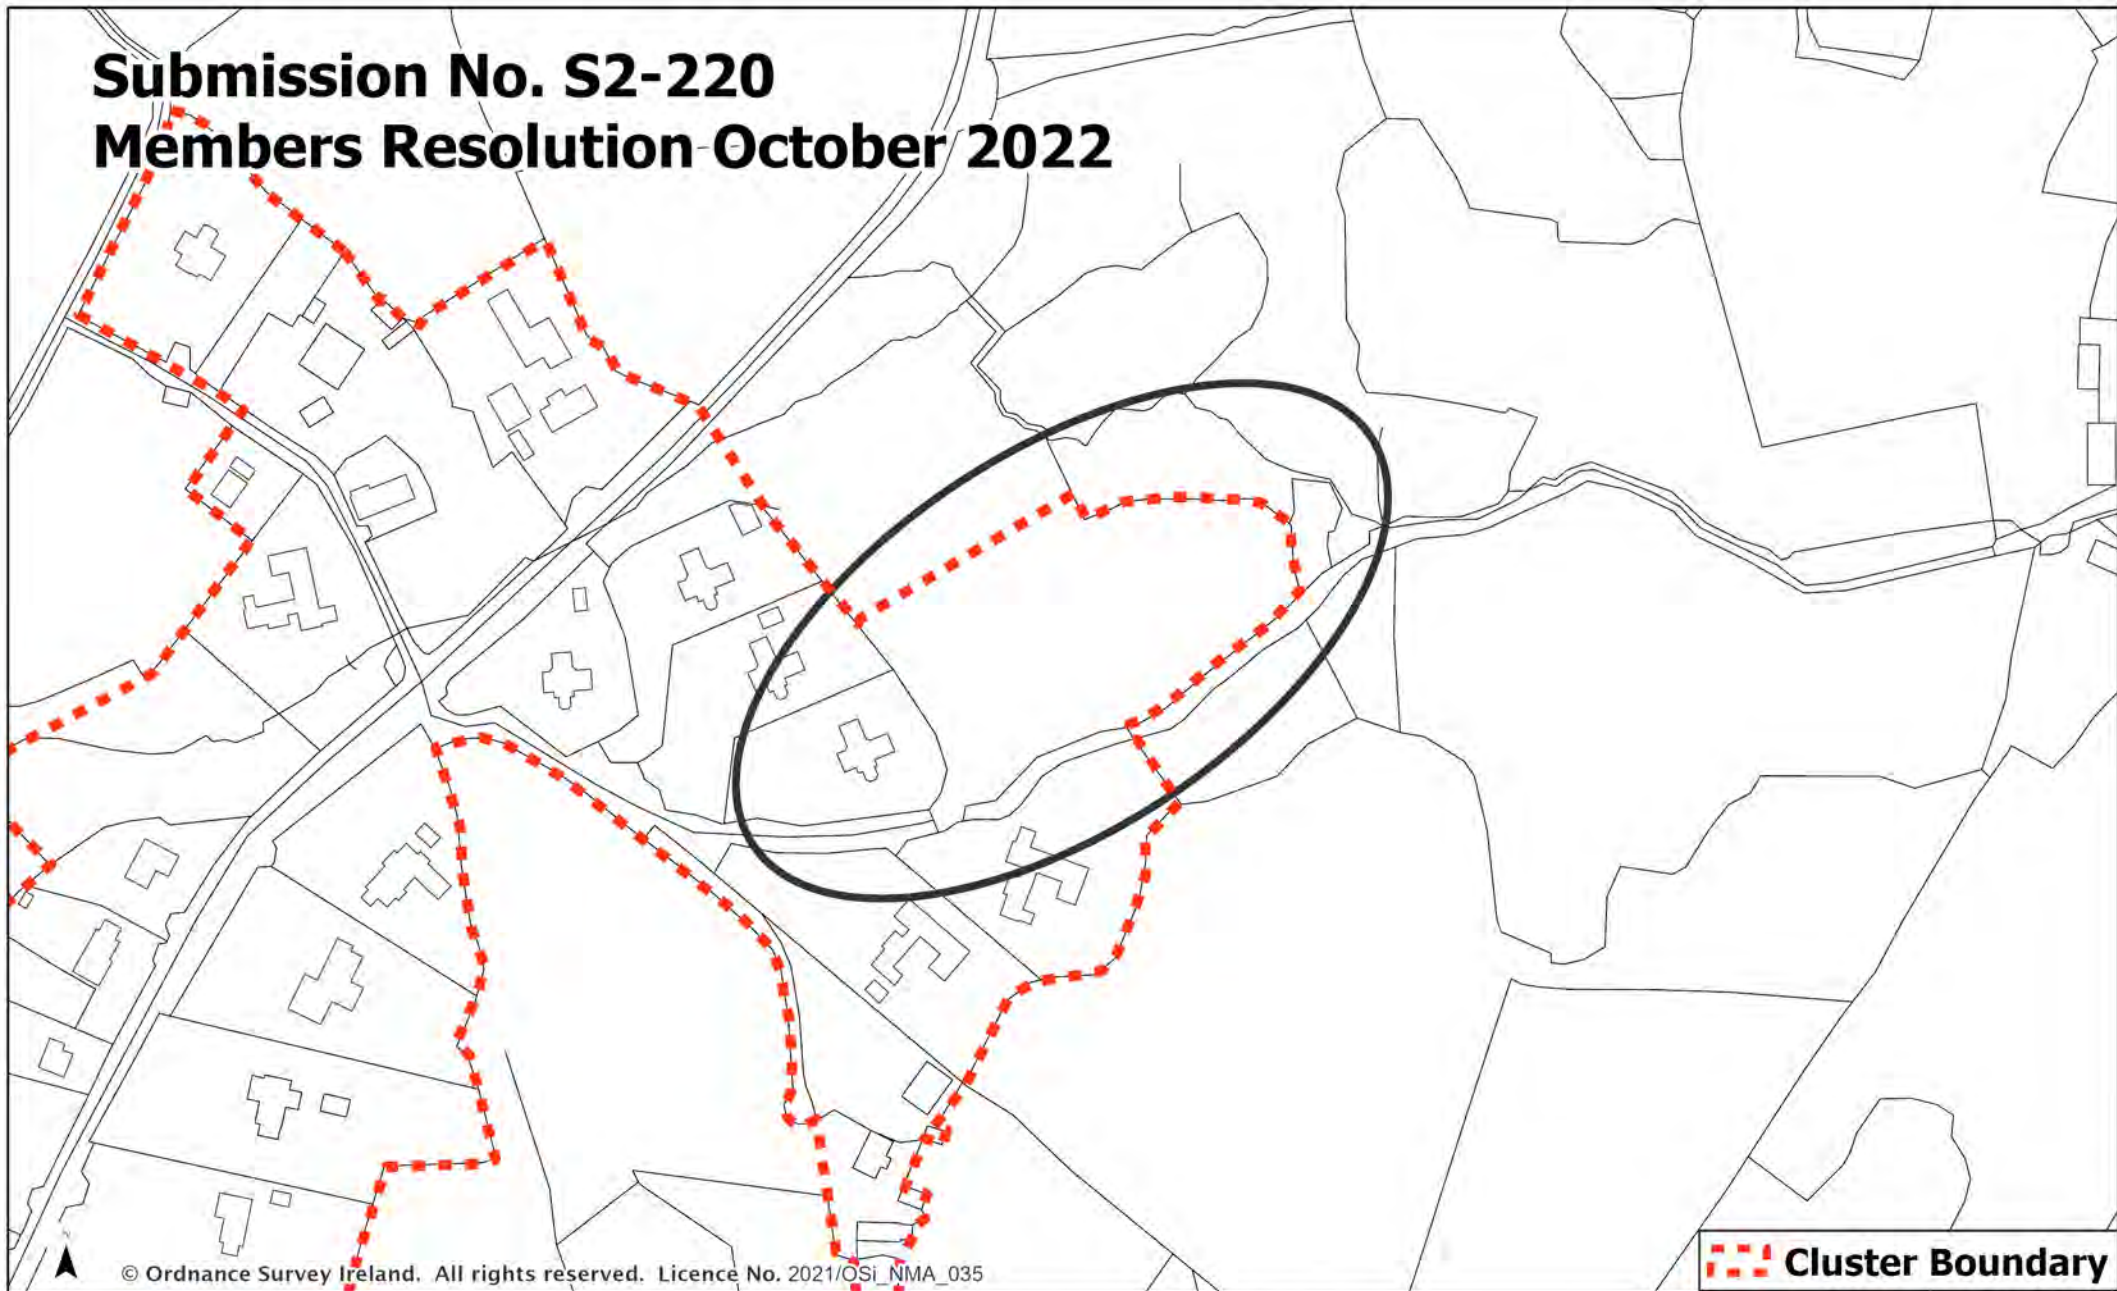 Submission No. S2-220
Members Resolution October 2022
© Ordnance Survey Ireland. All rights reserved. Licence No. 2021/OSi_NMA_035
Cluster Boundary